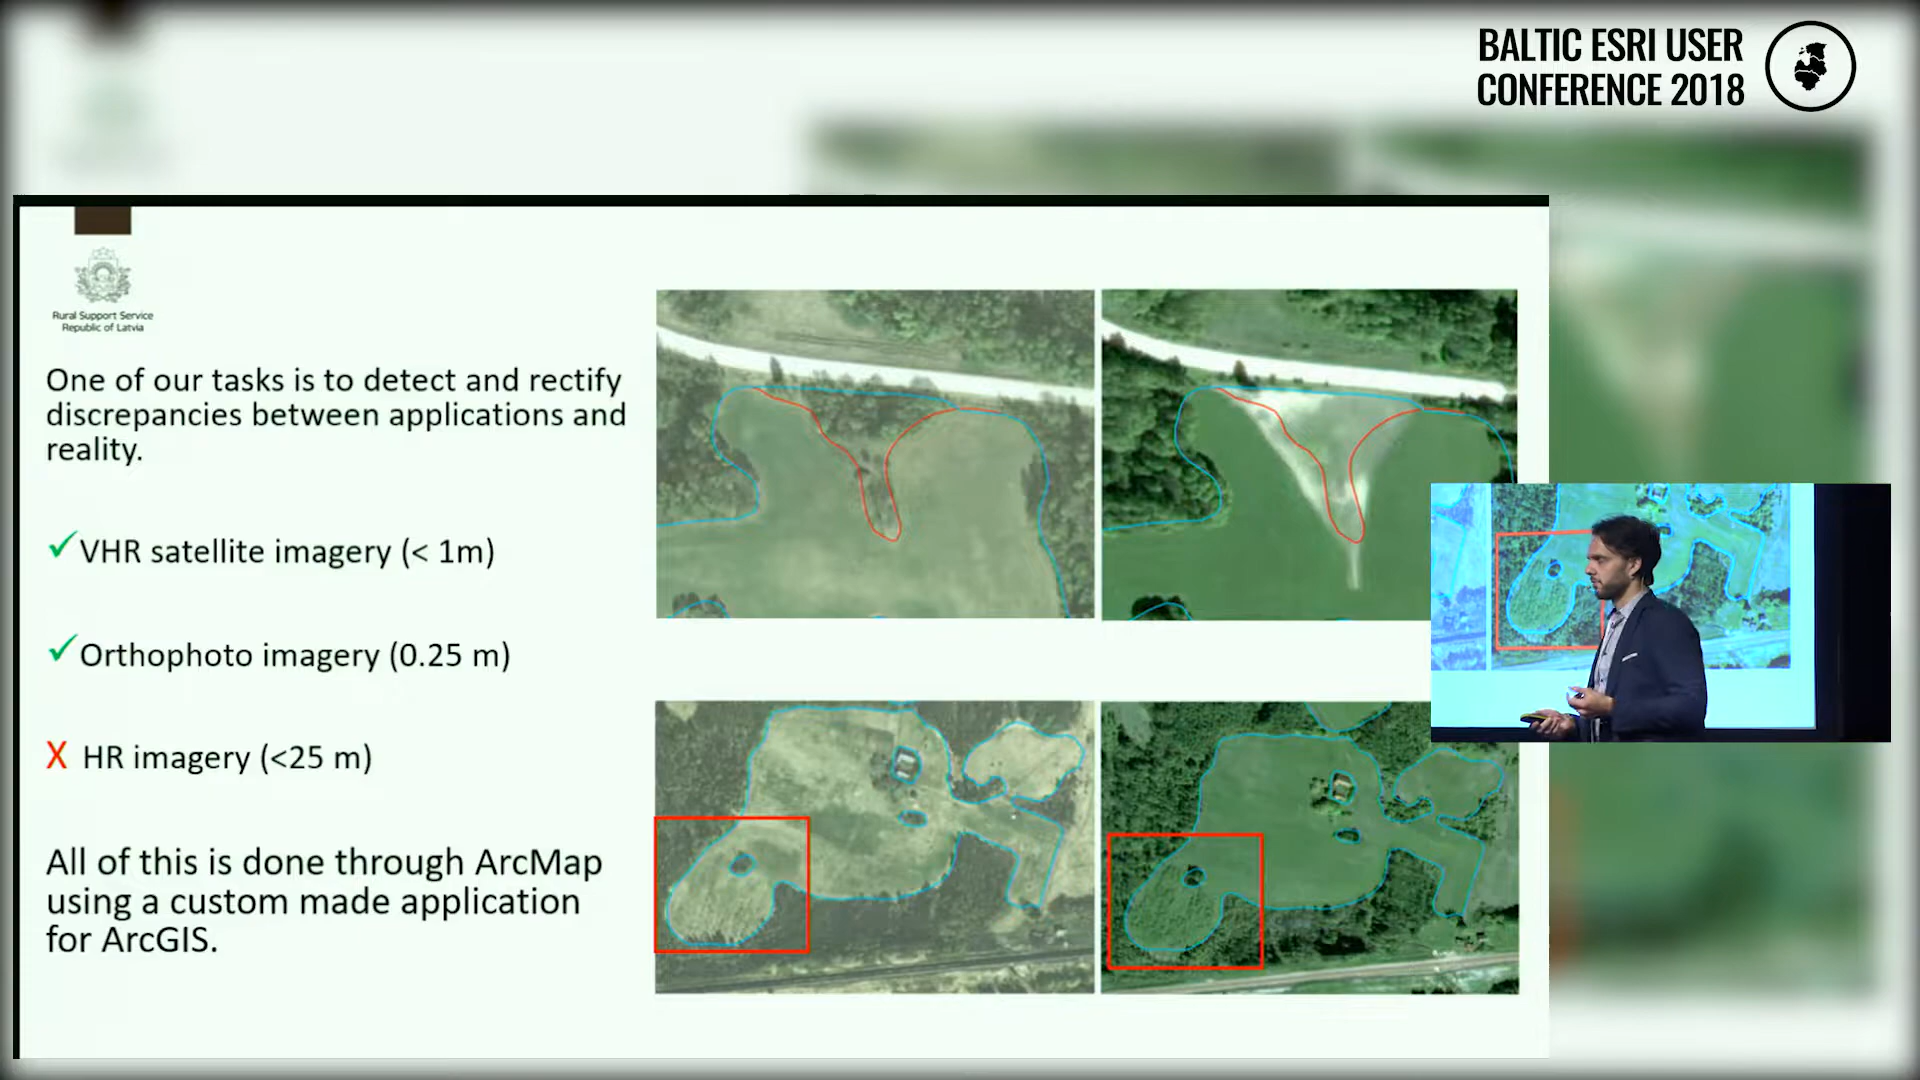 BALTIC ESRI USER
CONFERENCE 2018
Rural Support Service
Republic of Latvia
One of our tasks is to detect and rectify
discrepancies between applications and
reality.
✓VHR satellite imagery (< 1m)
✓Orthophoto imagery (0.25 m)
X HR imagery (<25 m)
All of this is done through ArcMap
using a custom made application
for ArcGIS.